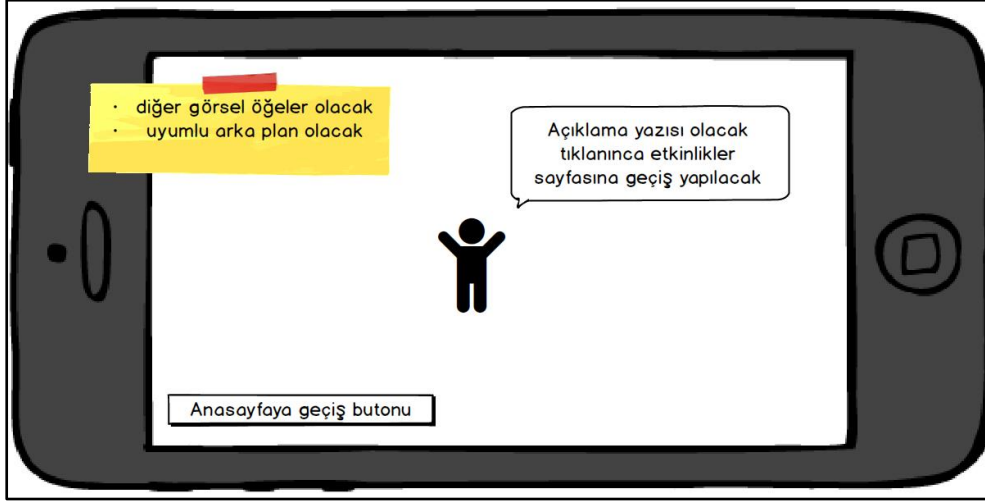 · diğer görsel öğeler olacak
· uyumlu arka plan olacak
Açıklama yazısı olacak
tıklanınca etkinlikler
sayfasına geçiş yapılacak
Anasayfaya geçiş butonu